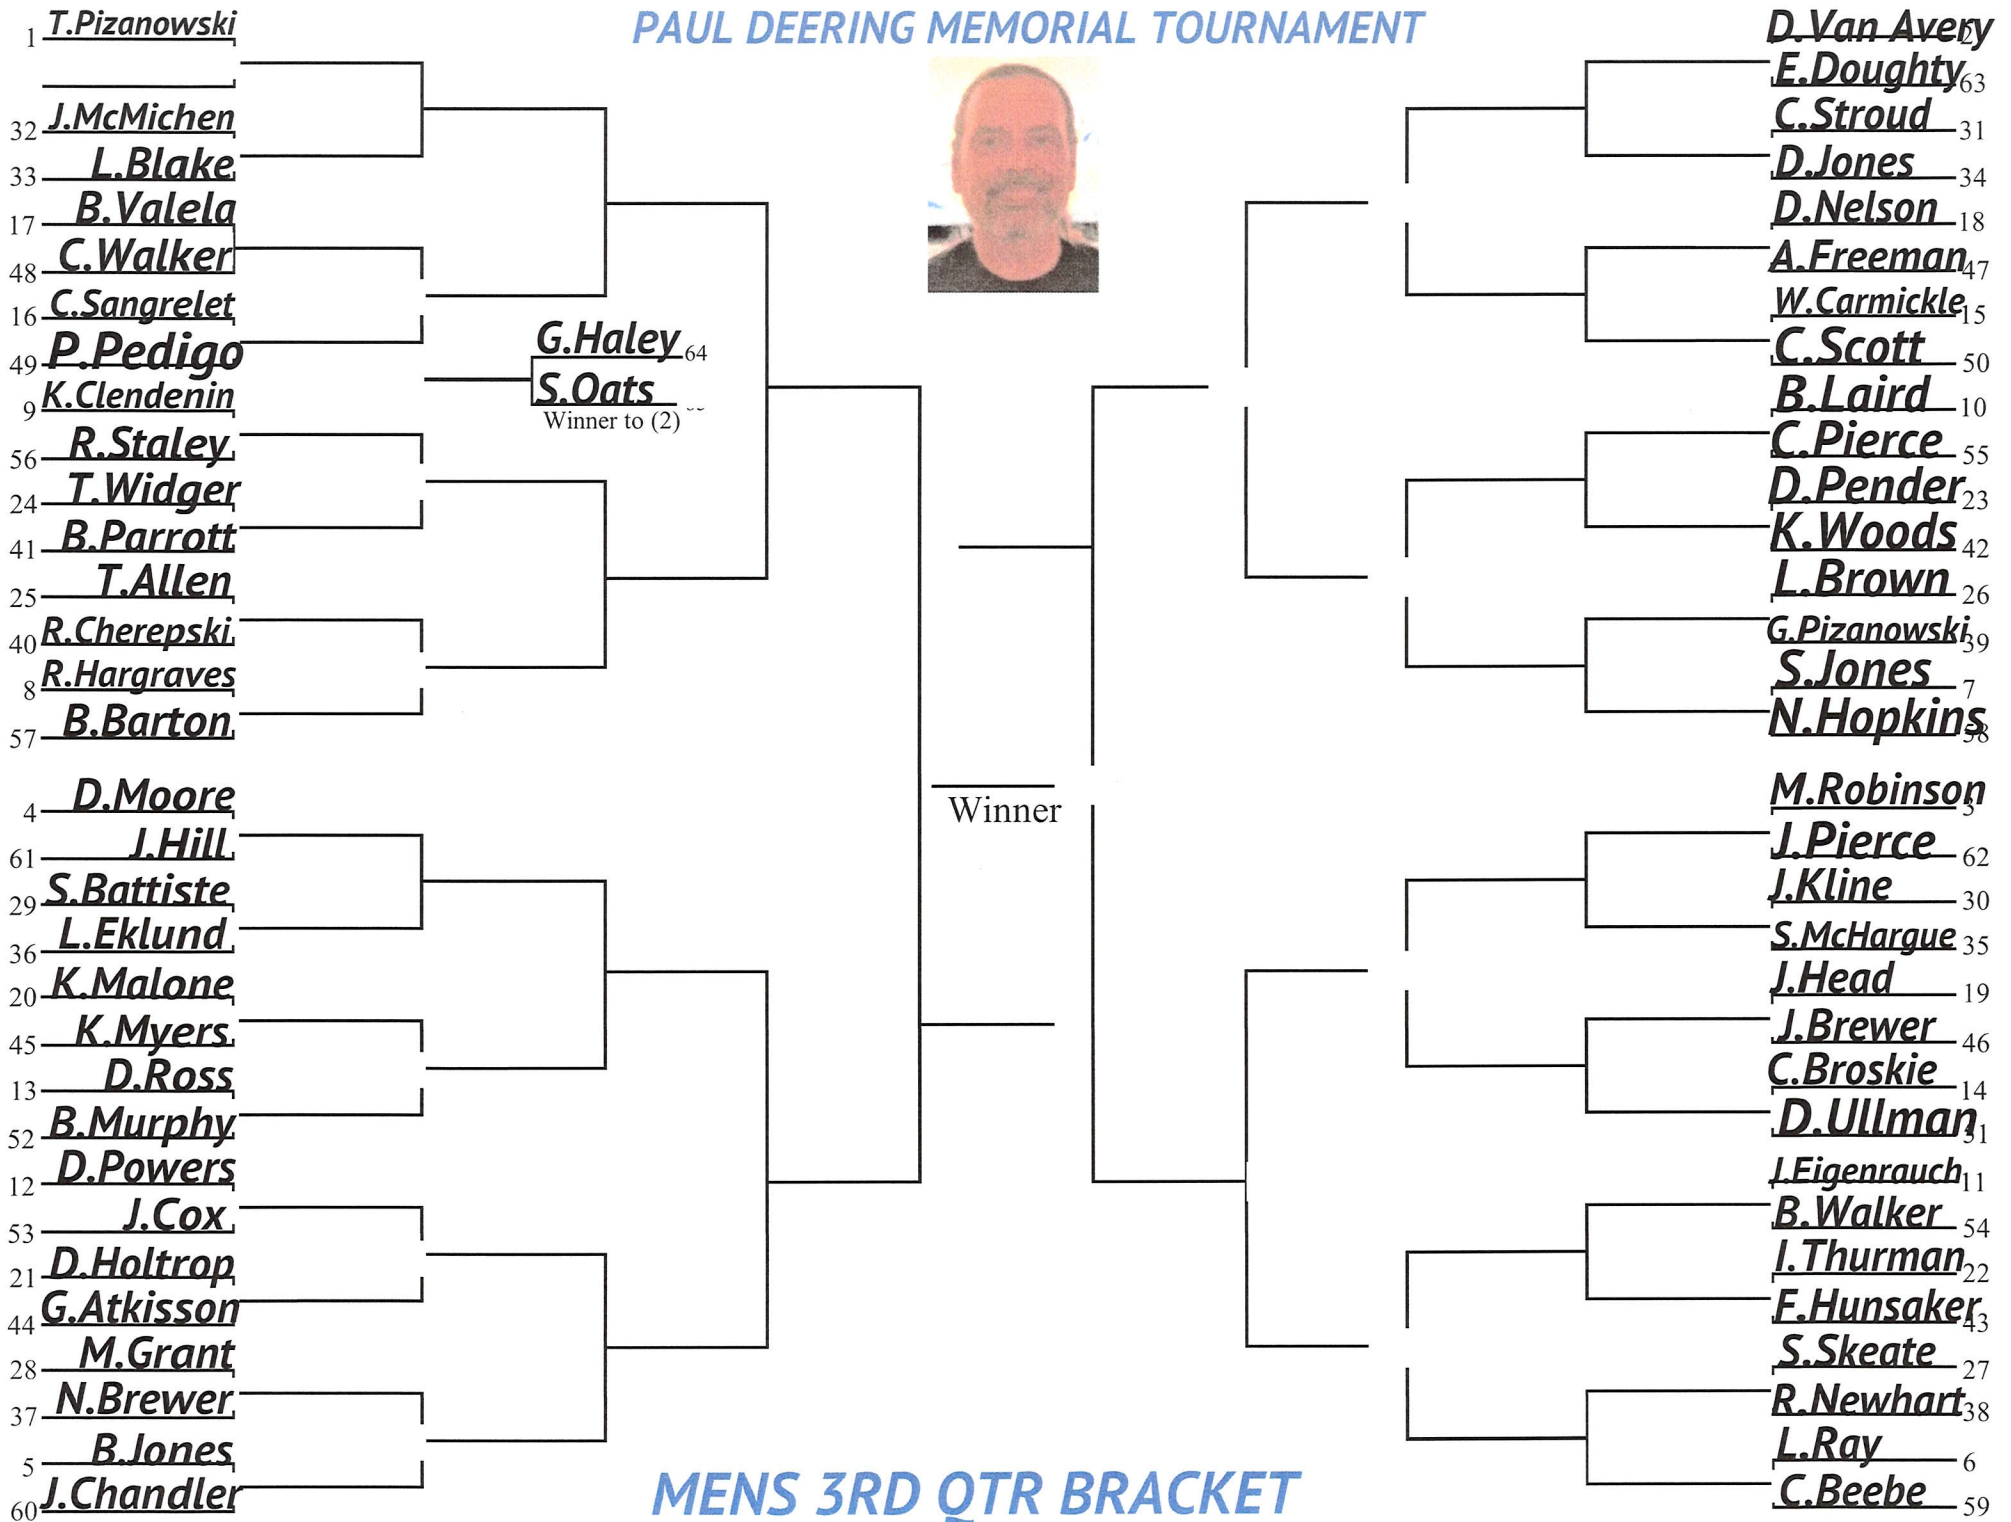 PAUL DEERING MEMORIAL TOURNAMENT
1 T.Pizanowski
32 J.McMichen
33 L.Blake
17 B.Valela
48 C.Walker
16 C.Sangrelet
49 P.Pedigo
9 K.Clendenin
56 R.Staley
24 T.Widger
41 B.Parrott
25 T.Allen
40 R.Cherepski
8 R.Hargraves
57 B.Barton
4 D.Moore
61 J.Hill
29 S.Battiste
36 L.Eklund
20 K.Malone
45 K.Myers
13 D.Ross
52 B.Murphy
12 D.Powers
53 J.Cox
21 D.Holtrop
44 G.Atkisson
28 M.Grant
37 N.Brewer
5 B.Jones
60 J.Chandler
G.Haley 64
S.Oats
Winner to (2)
Winner
D.Van Avery 2
E.Doughty 63
C.Stroud 31
D.Jones 34
D.Nelson 18
A.Freeman 47
W.Carmickle 15
C.Scott 50
B.Laird 10
C.Pierce 55
D.Pender 23
K.Woods 42
L.Brown 26
G.Pizanowski 39
S.Jones 7
N.Hopkins 58
M.Robinson 3
J.Pierce 62
J.Kline 30
S.McHargue 35
J.Head 19
J.Brewer 46
C.Broskie 14
D.Ullman 51
J.Eigenrauch 11
B.Walker 54
I.Thurman 22
F.Hunsaker 43
S.Skeate 27
R.Newhart 38
L.Ray 6
C.Beebe 59
MENS 3RD QTR BRACKET